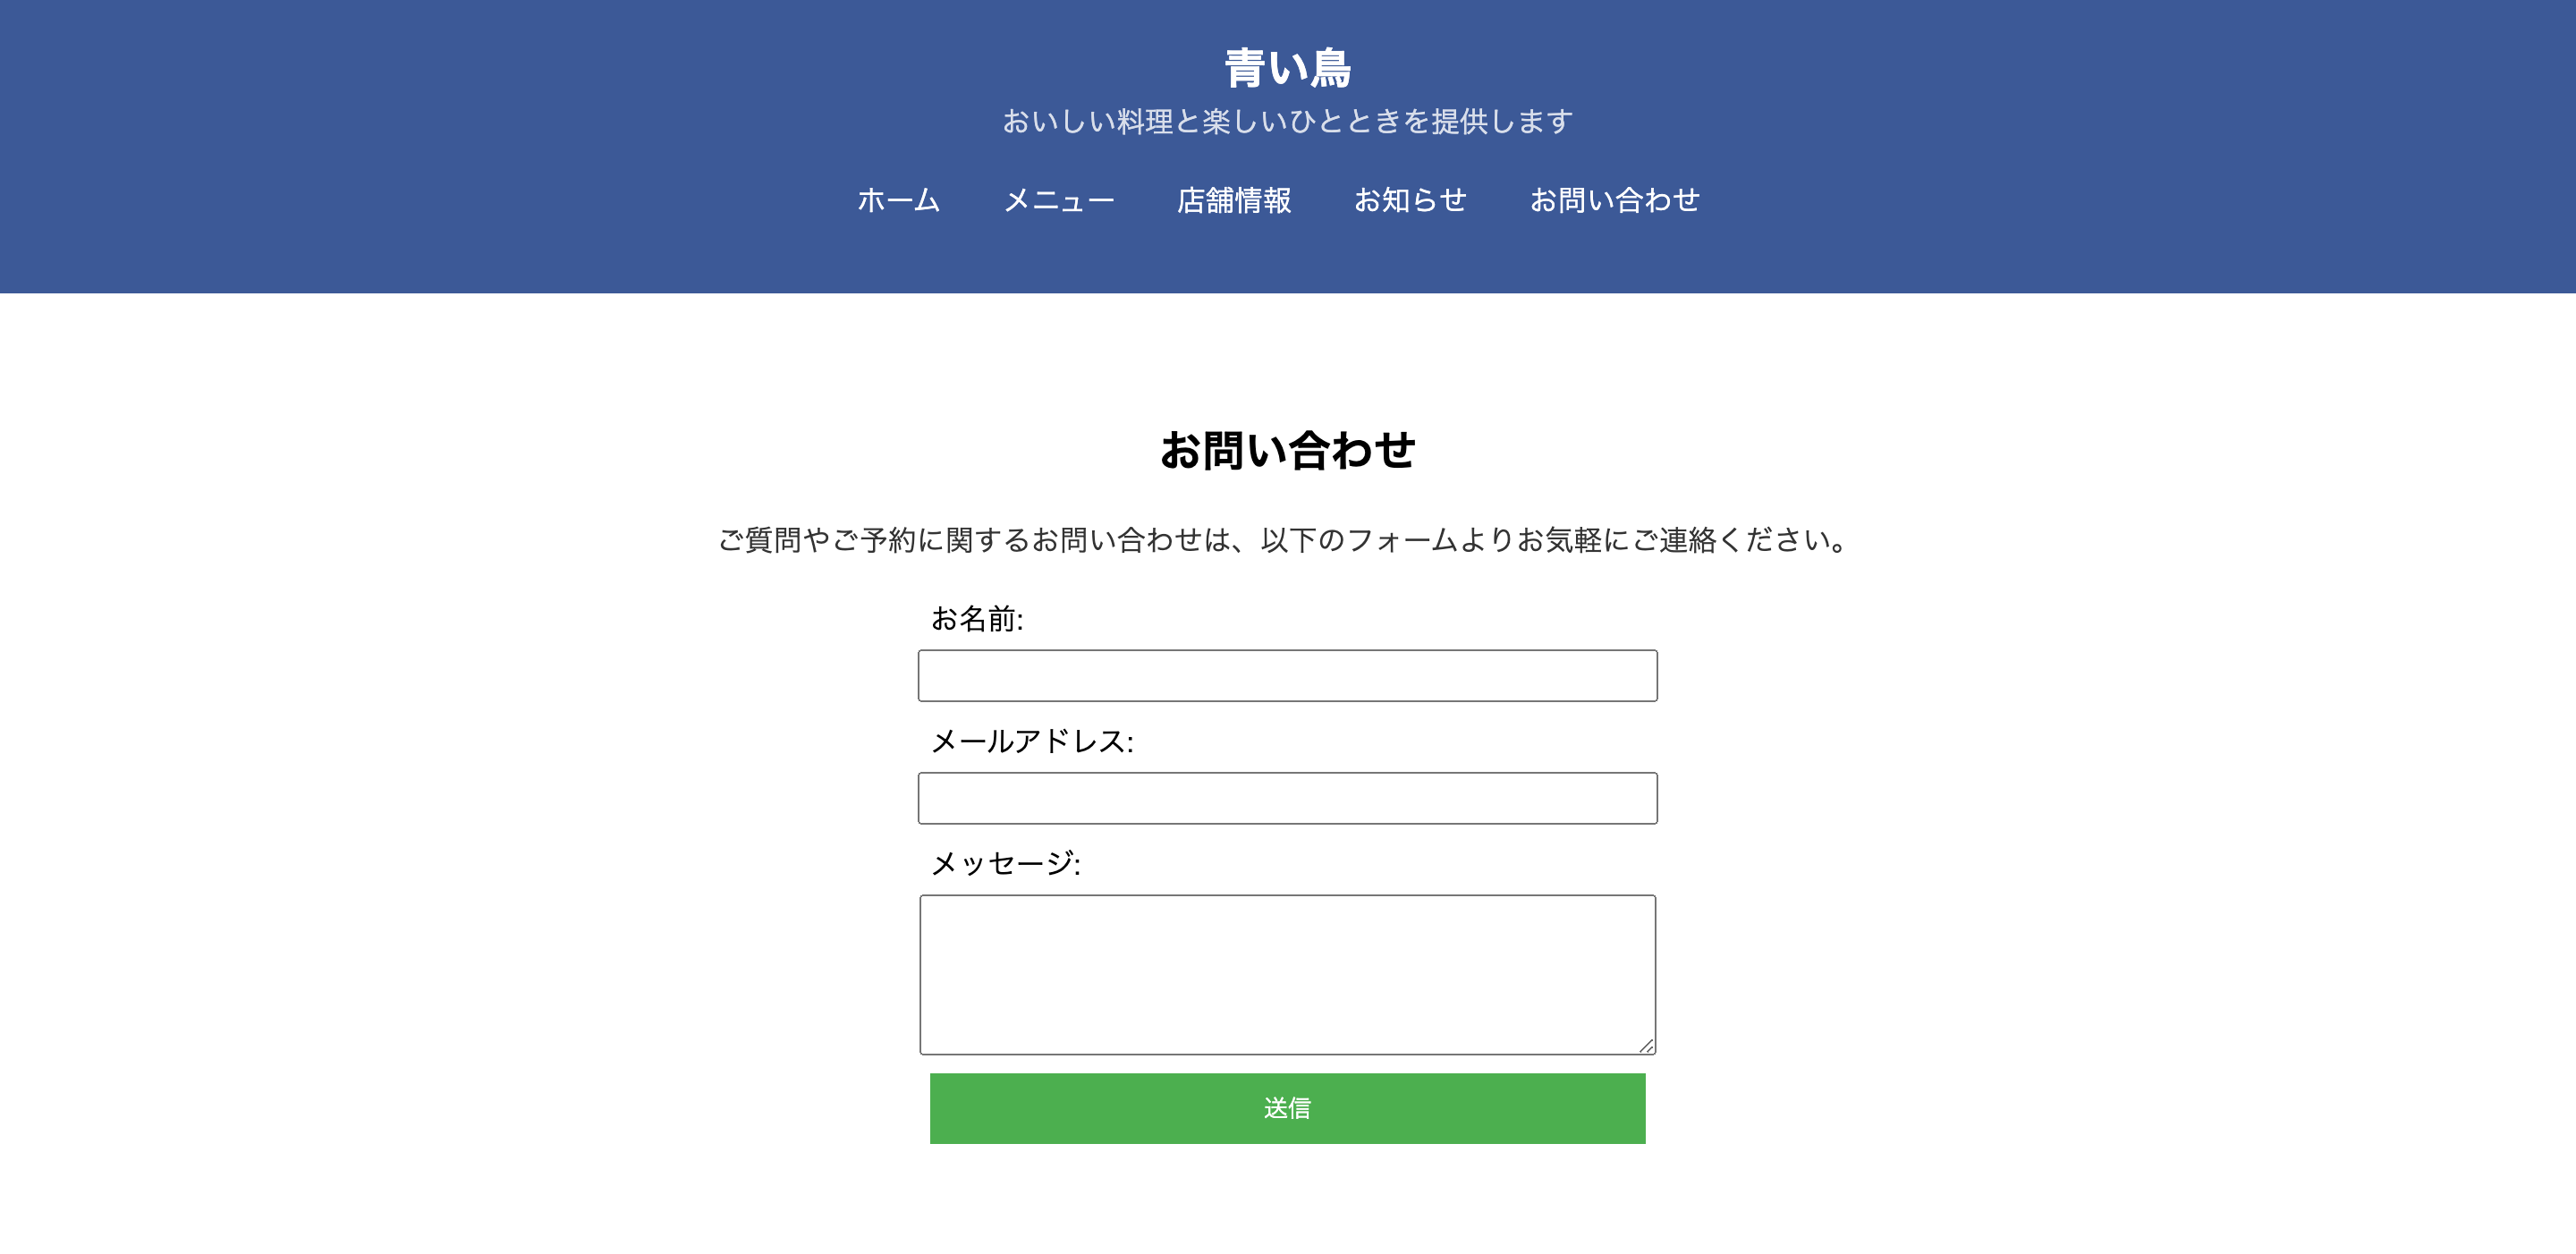 青い鳥
おいしい料理と楽しいひとときを提供します
ホーム メニュー 店舗情報 お知らせ お問い合わせ
お問い合わせ
ご質問やご予約に関するお問い合わせは、以下のフォームよりお気軽にご連絡ください。
お名前:
メールアドレス:
メッセージ:
送信